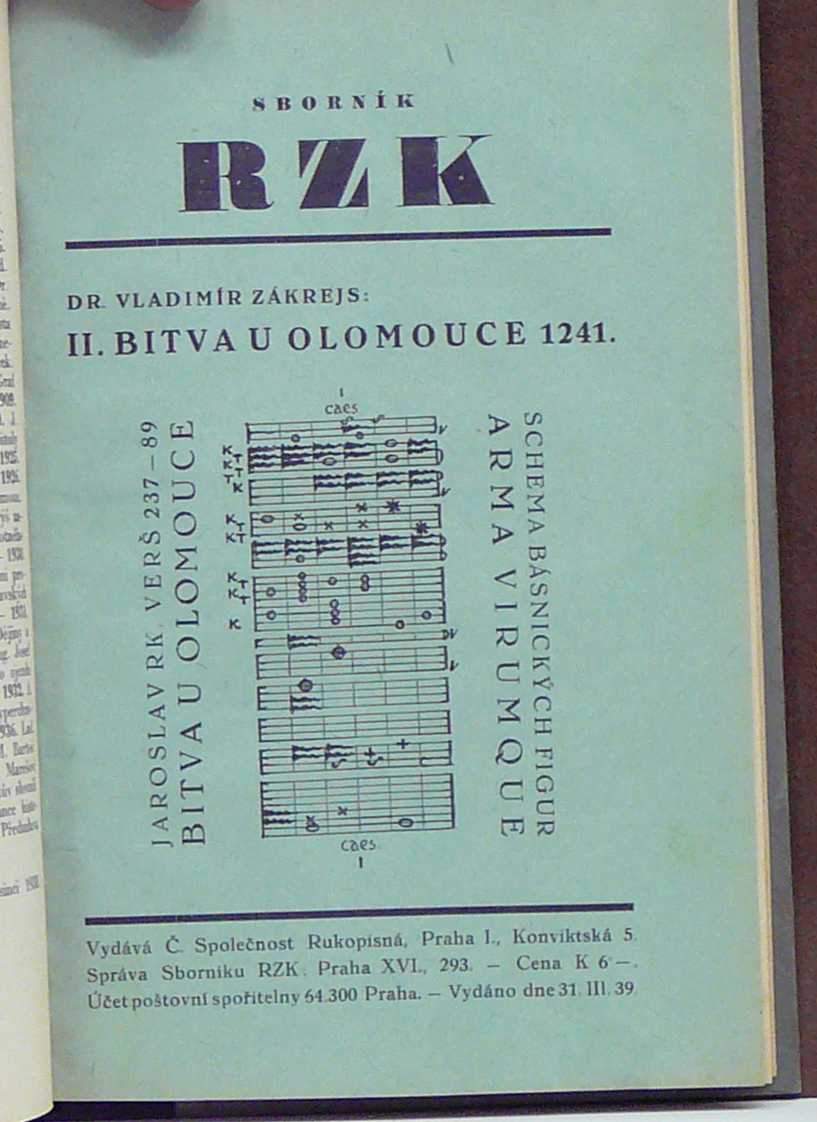 SBORNÍK
RZK
DR. VLADIMÍR ZÁKREJS:
II. BITVA U OLOMOUCE 1241.
JAROSLAV RK. VERŠ 237–89
BITVA U OLOMOUCE
I
caes
K
K T
K T
T
K
K
K T
T
K
K T
T
K
caes
I
ARMA VIRUMQUE
SCHEMA BÁSNICKÝCH FIGUR
Vydává Č. Společnost Rukopisná, Praha I., Konviktská 5.
Správa Sborníku RZK: Praha XVI., 293. — Cena K 6·—.
Účet poštovní spořitelny 64.300 Praha. — Vydáno dne 31. III. 39.
1925.
1926.